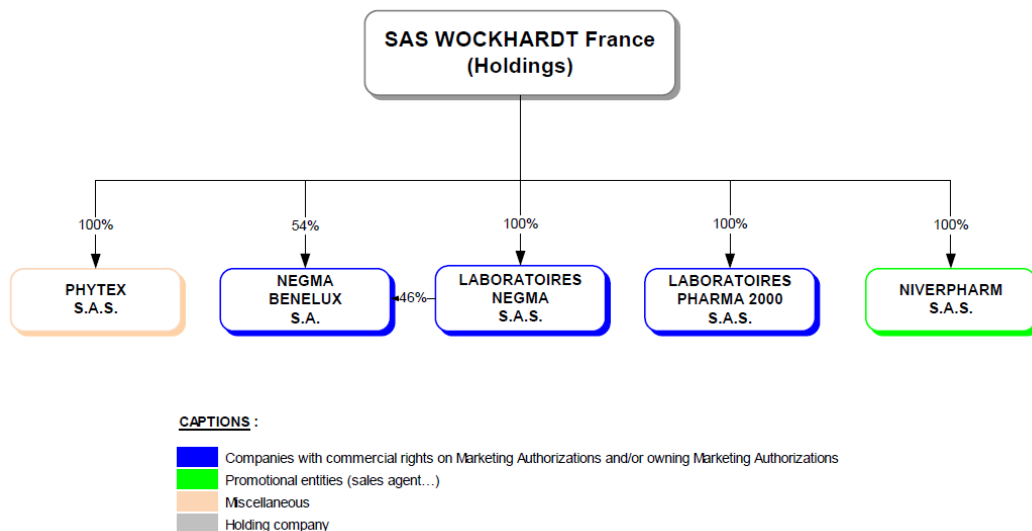 SAS WOCKHARDT France
(Holdings)
100%
54%
100%
100%
100%
PHYTEX
S.A.S.
NEGMA
BENELUX
S.A.
46%
LABORATOIRES
NEGMA
S.A.S.
LABORATOIRES
PHARMA 2000
S.A.S.
NIVERPHARM
S.A.S.
CAPTIONS :
Companies with commercial rights on Marketing Authorizations and/or owning Marketing Authorizations
Promotional entities (sales agent…)
Miscellaneous
Holding company